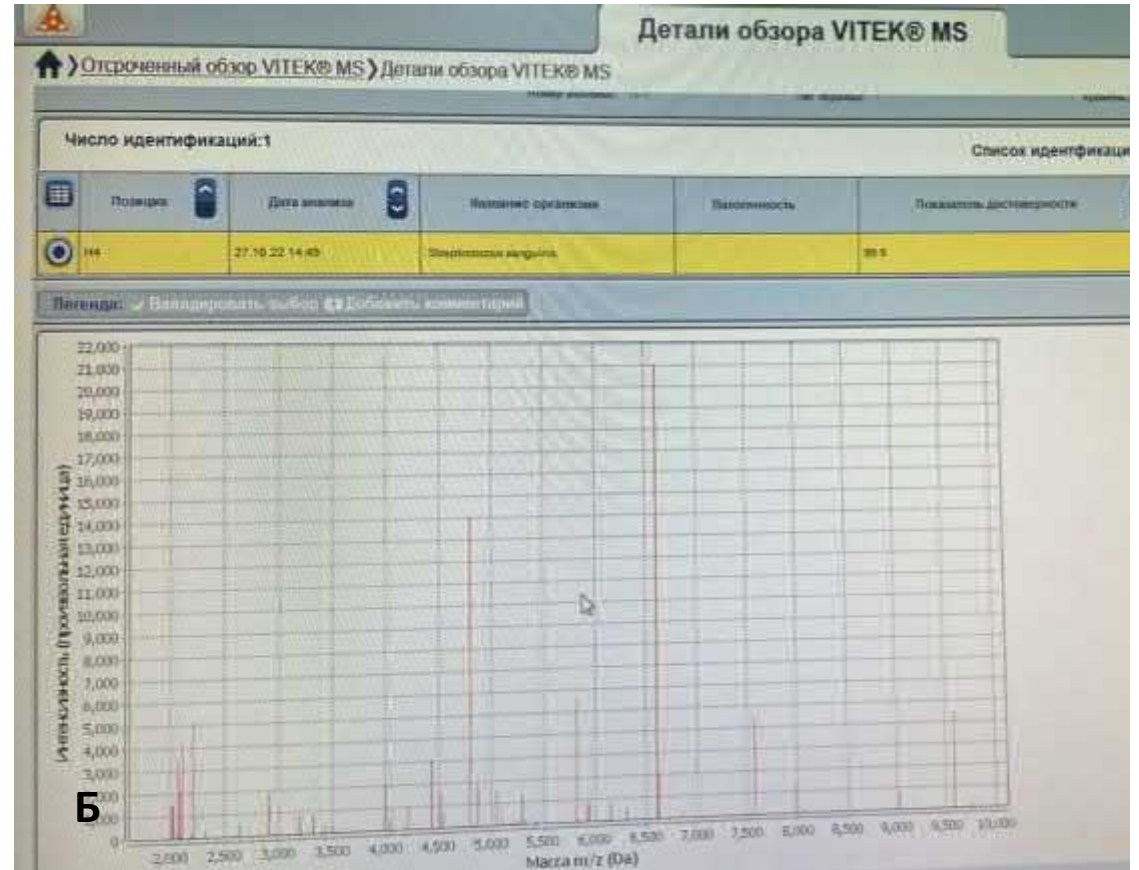 Детали обзора VITEK® MS
Отсроченный обзор VITEK® MS Детали обзора VITEK® MS
Число идентификаций:1
Список идентфикаци
Позиция Дата анализа Название организма Патогенность Показатель достоверности
H4 27.10.22 14:45 Streptococcus sanguinis
Легенда: Валидировать выбор Добавить комментарий
22,000
21,000
20,000
19,000
18,000
17,000
16,000
15,000
14,000
13,000
12,000
11,000
10,000
9,000
8,000
7,000
6,000
5,000
4,000
3,000
Б
0
Интенсивность (Произвольная единица)
2,000 2,500 3,000 3,500 4,000 4,500 5,000 5,500 6,000 6,500 7,000 7,500 8,000 8,500 9,000 9,500 10,000
Масса m/z (Da)